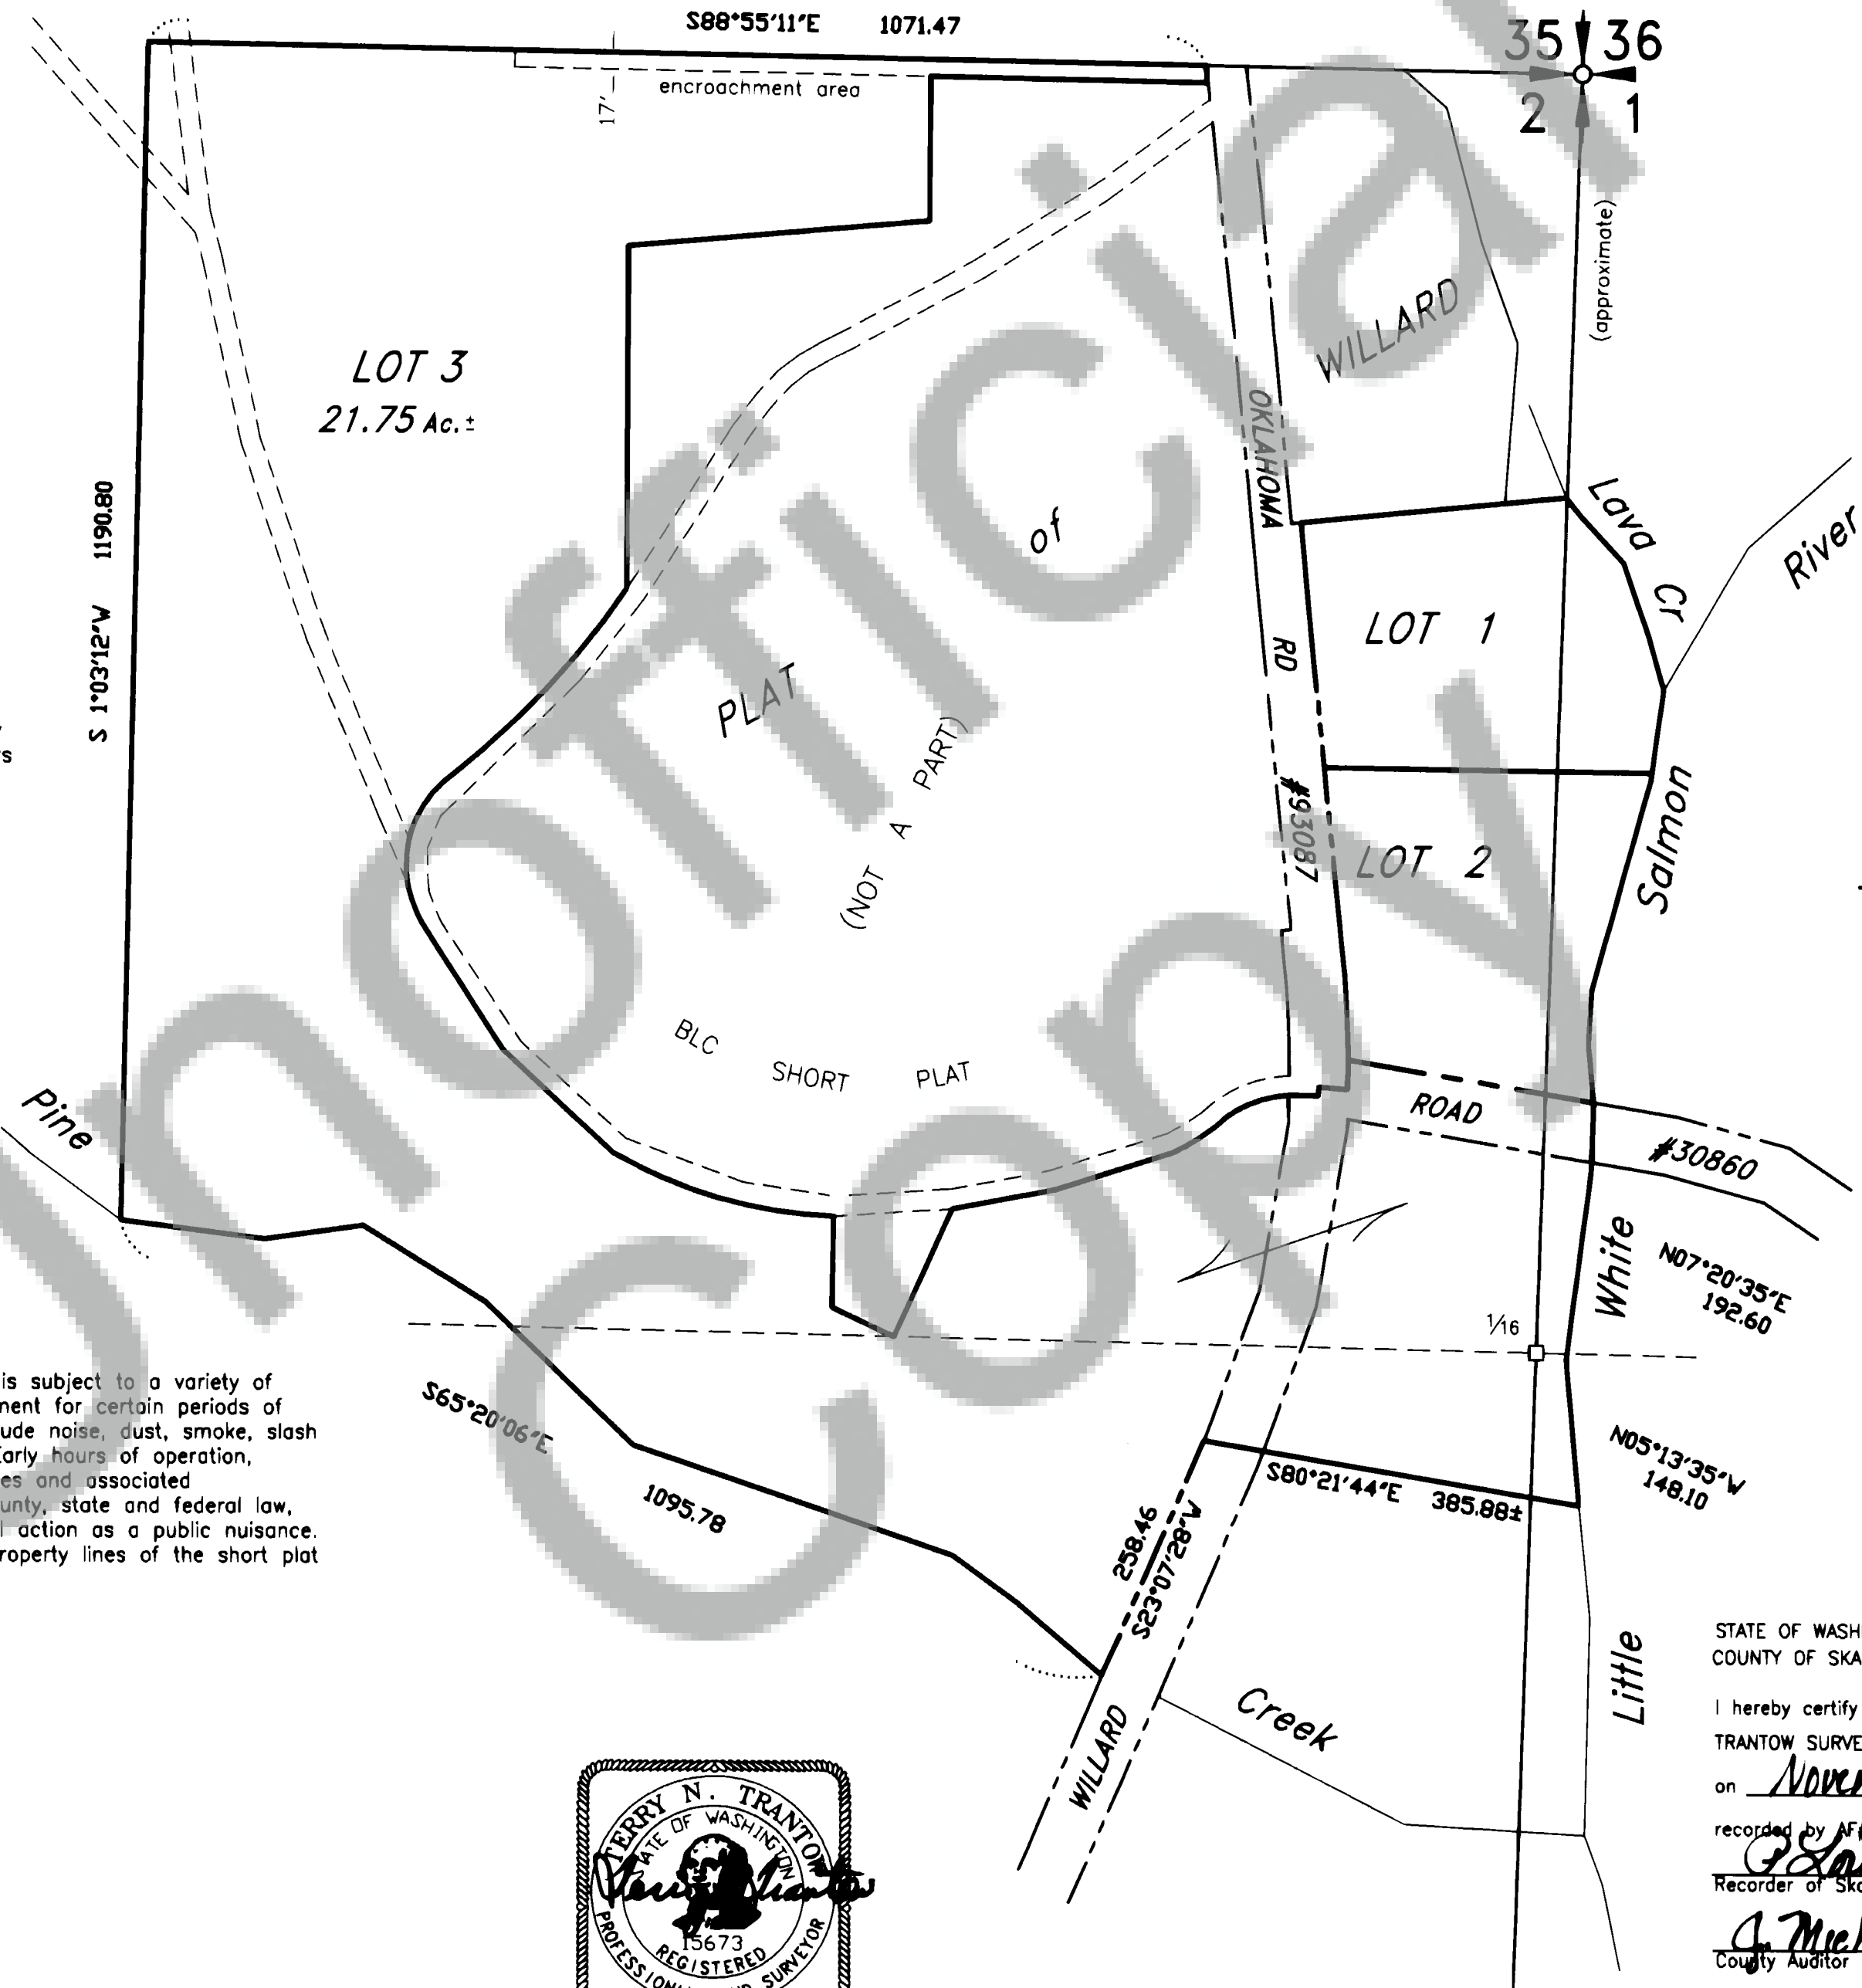 S88°55'11"E 1071.47
35 36
2 1
encroachment area
17'
(approximate)
WILLARD
LOT 3
21.75 Ac.±
OKLAHOMA
RD
#93087
of
Lava
Cr
River
S 1°03'12"W 1190.80
LOT 1
PLAT
(NOT A PART)
LOT 2
Salmon
BLC SHORT PLAT
Pine
ROAD
#30860
White
N07°20'35"E
192.60
1/16
is subject to a variety of
S65°20'06"E
1095.78
arly hours of operation,
es and associated
unty, state and federal law,
l action as a public nuisance.
roperty lines of the short plat
ment for certain periods of
ude noise, dust, smoke, slash
N05°13'35"W
148.10
S80°21'44"E 385.88±
258.46
S23°07'28"W
Little
Creek
WILLARD
STATE OF WASH
COUNTY OF SKA
I hereby certify
TRANTOW SURVE
on Novem
recorded by AF#
Recorder of Ska
County Auditor
TERRY N. TRANTOW
STATE OF WASHINGTON
15673
REGISTERED
PROFESSIONAL LAND SURVEYOR
Unofficial
Copy